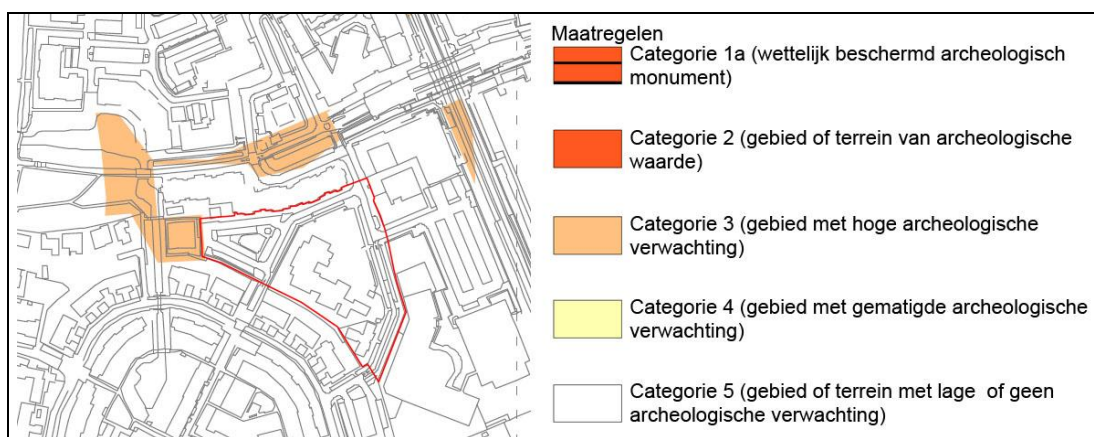 Maatregelen
Categorie 1a (wettelijk beschermd archeologisch
monument)
Categorie 2 (gebied of terrein van archeologische
waarde)
Categorie 3 (gebied met hoge archeologische
verwachting)
Categorie 4 (gebied met gematigde archeologische
verwachting)
Categorie 5 (gebied of terrein met lage of geen
archeologische verwachting)